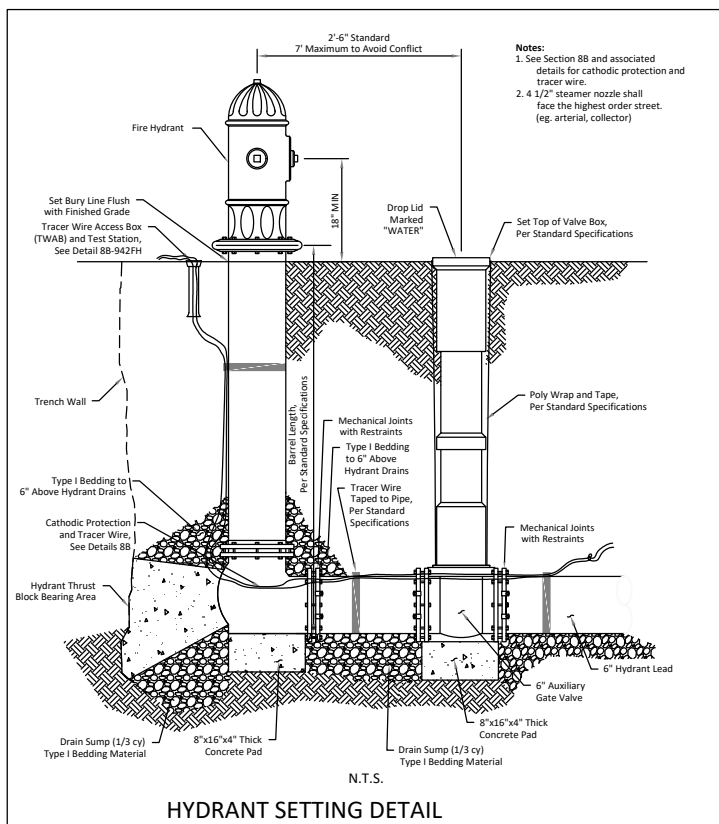 2'-6" Standard
7' Maximum to Avoid Conflict
Notes:
1. See Section 8B and associated
details for cathodic protection and
tracer wire.
2. 4 1/2" steamer nozzle shall
face the highest order street.
(eg. arterial, collector)
Fire Hydrant
18" MIN
Set Bury Line Flush
with Finished Grade
Tracer Wire Access Box
(TWAB) and Test Station,
See Detail 8B-942FH
Drop Lid
Marked
"WATER"
Set Top of Valve Box,
Per Standard Specifications
Trench Wall
Barrel Length,
Per Standard Specifications
Poly Wrap and Tape,
Per Standard Specifications
Mechanical Joints
with Restraints
Type I Bedding
to 6" Above
Hydrant Drains
Tracer Wire
Taped to Pipe,
Per Standard
Specifications
Type I Bedding to
6" Above Hydrant Drains
Cathodic Protection
and Tracer Wire,
See Details 8B
Hydrant Thrust
Block Bearing Area
Mechanical Joints
with Restraints
6" Hydrant Lead
6" Auxiliary
Gate Valve
Drain Sump (1/3 cy)
Type I Bedding Material
8"x16"x4" Thick
Concrete Pad
Drain Sump (1/3 cy)
Type I Bedding Material
8"x16"x4" Thick
Concrete Pad
N.T.S.
HYDRANT SETTING DETAIL